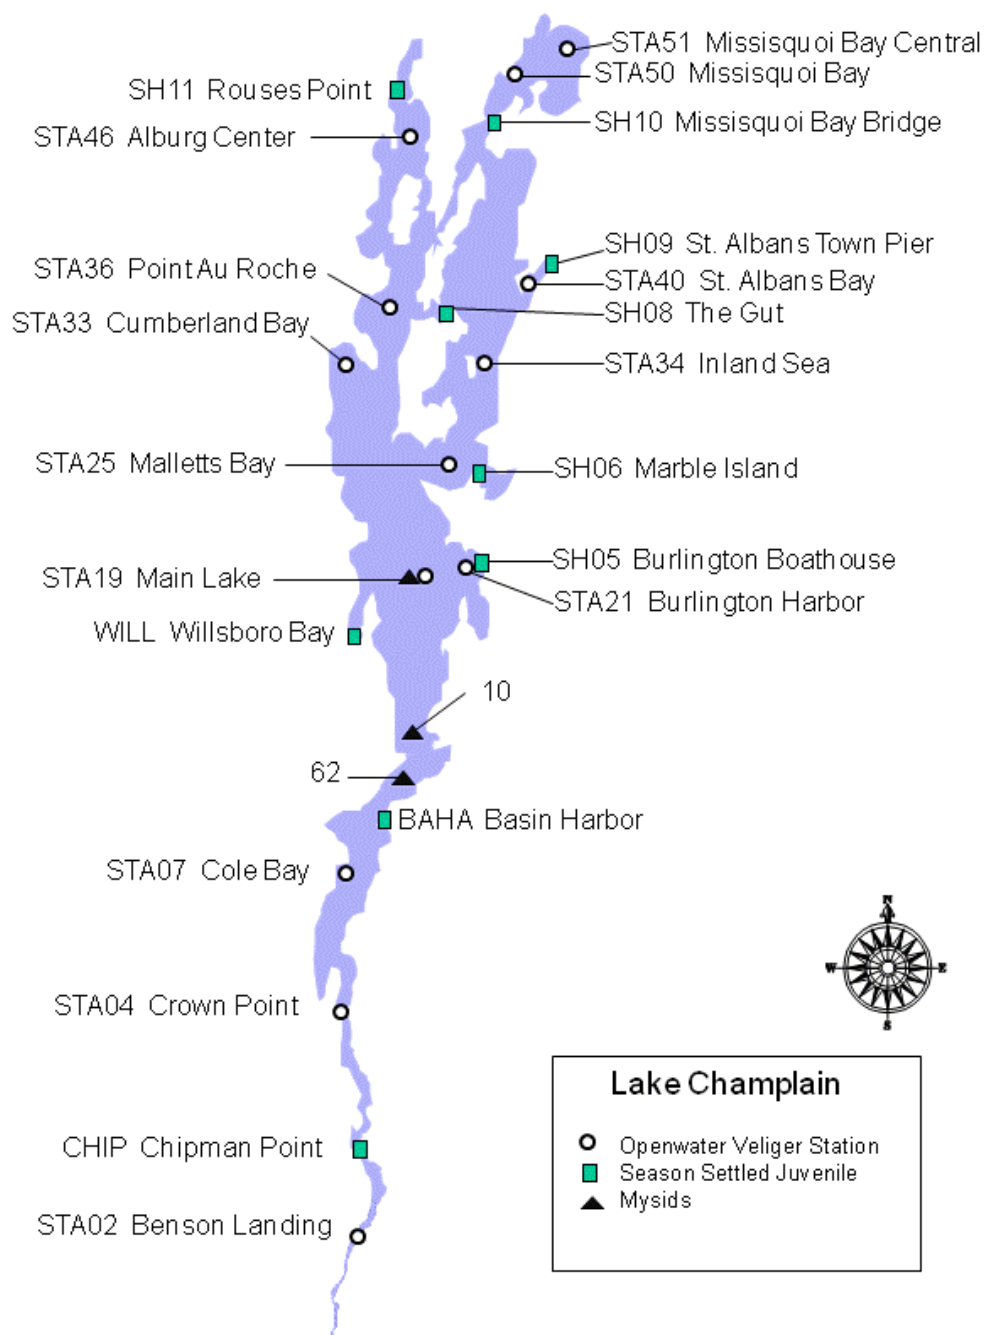 STA51 Missisquoi Bay Central
STA50 Missisquoi Bay
SH11 Rouses Point
SH10 Missisquoi Bay Bridge
STA46 Alburg Center
SH09 St. Albans Town Pier
STA36 Point Au Roche
STA40 St. Albans Bay
SH08 The Gut
STA33 Cumberland Bay
STA34 Inland Sea
STA25 Malletts Bay
SH06 Marble Island
SH05 Burlington Boathouse
STA19 Main Lake
STA21 Burlington Harbor
WILL Willsboro Bay
10
62
BAHA Basin Harbor
STA07 Cole Bay
N
W E
S
STA04 Crown Point
Lake Champlain
Openwater Veliger Station
Season Settled Juvenile
Mysids
CHIP Chipman Point
STA02 Benson Landing